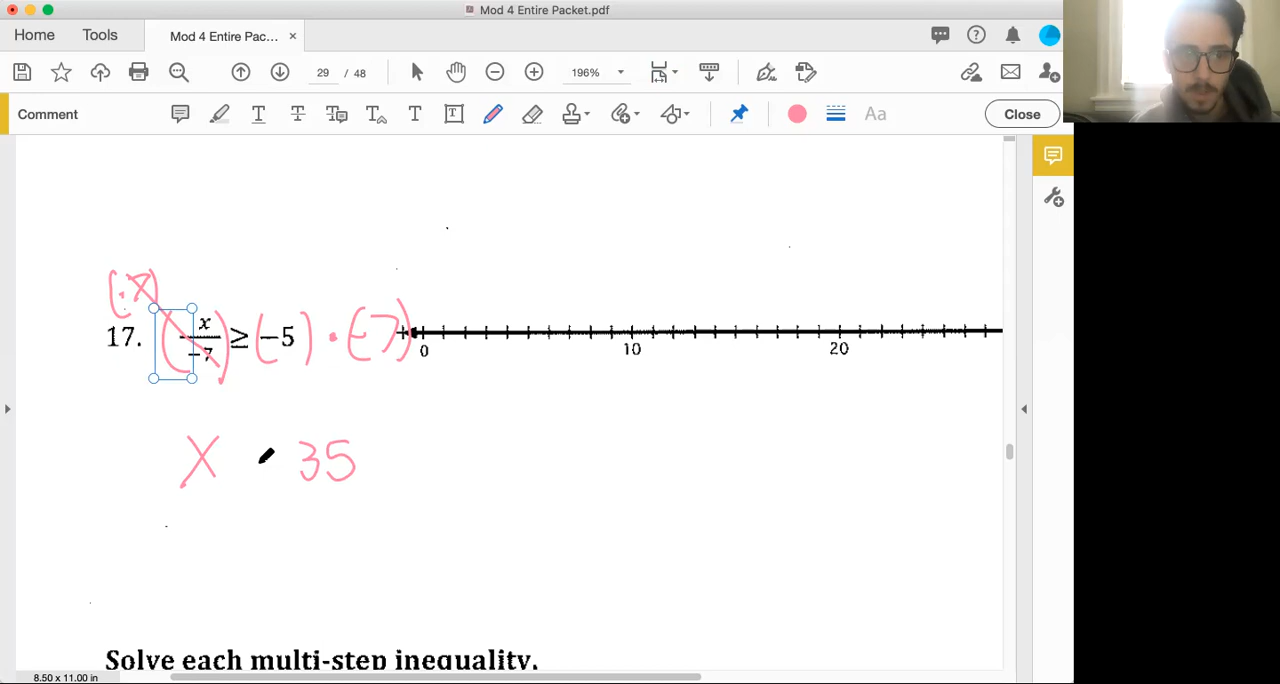 Mod 4 Entire Packet.pdf
Home Tools Mod 4 Entire Pac... ×
29 / 48 196%
Comment Aa Close
(·7)
17. ( x/−7 ) ≥ (−5) · (−7)
0 10 20
X 35
Solve each multi-step inequality.
8.50 x 11.00 in